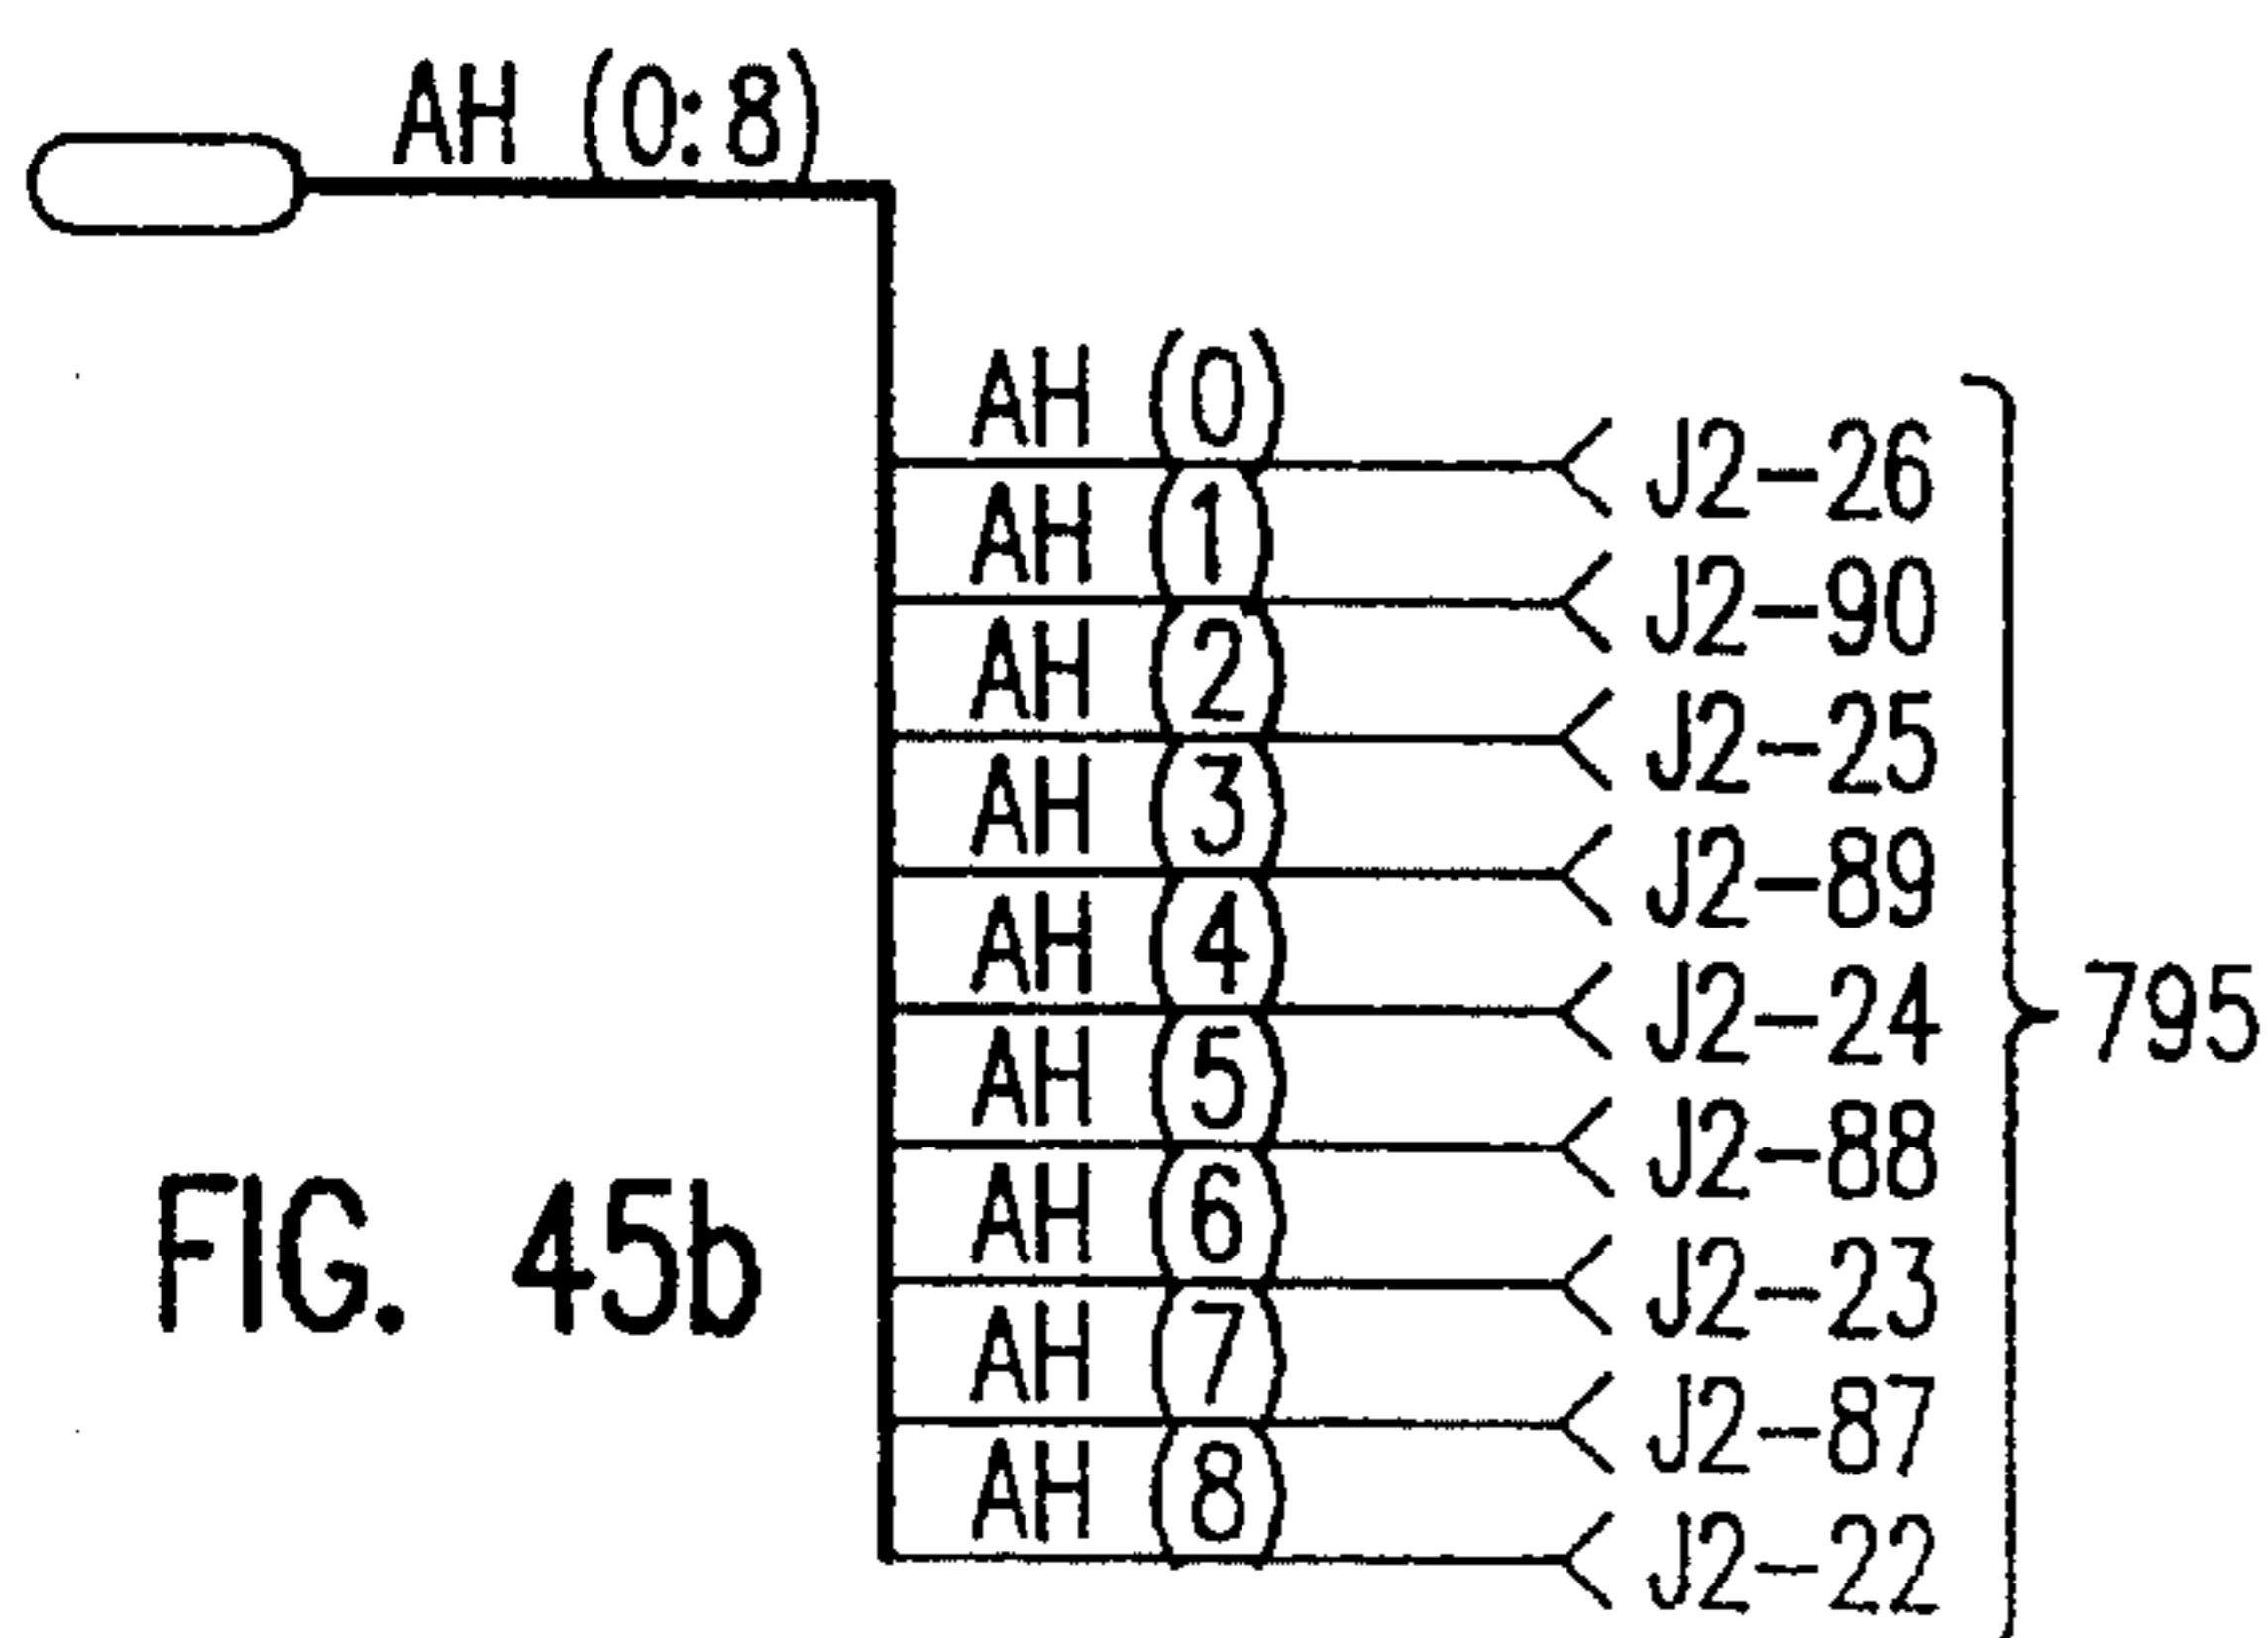 AH (0:8)
AH (0)
J2-26
AH (1)
J2-90
AH (2)
J2-25
AH (3)
J2-89
AH (4)
J2-24
795
AH (5)
J2-88
AH (6)
J2-23
FIG. 45b
AH (7)
J2-87
AH (8)
J2-22